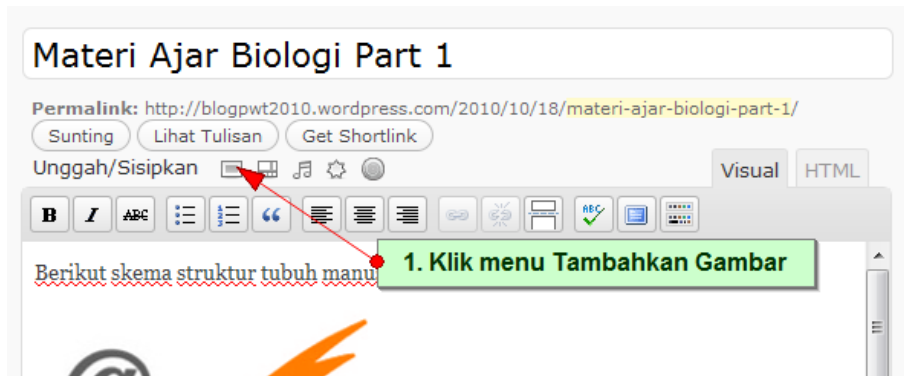 Materi Ajar Biologi Part 1
Permalink: http://blogpwt2010.wordpress.com/2010/10/18/materi-ajar-biologi-part-1/
Sunting Lihat Tulisan Get Shortlink
Unggah/Sisipkan Visual HTML
B I ABC ABC
1. Klik menu Tambahkan Gambar
Berikut skema struktur tubuh manu